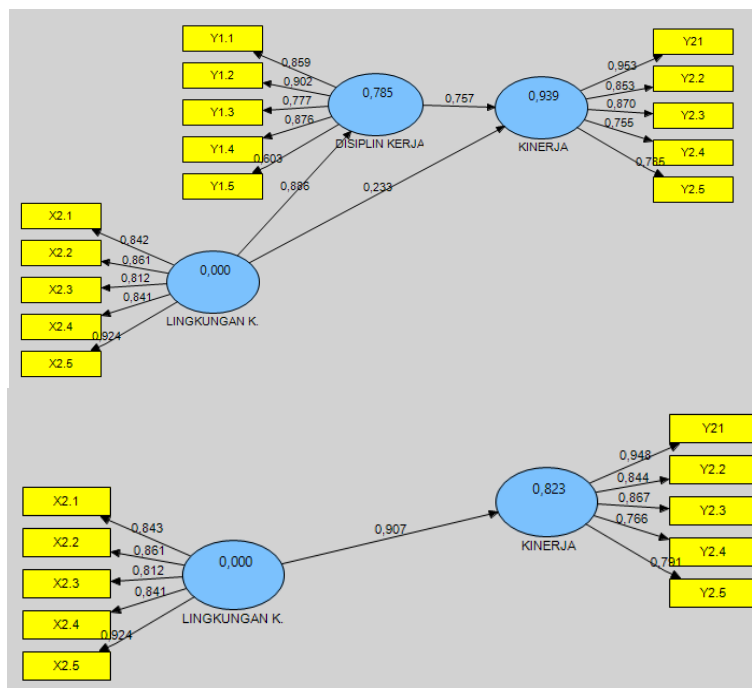 Y1.1
Y1.2
Y1.3
Y1.4
Y1.5
0,859
0,902
0,777
0,876
0,603
0,785
DISIPLIN KERJA
0,757
0,939
KINERJA
0,953
0,853
0,870
0,755
0,785
Y21
Y2.2
Y2.3
Y2.4
Y2.5
0,886
0,233
X2.1
X2.2
X2.3
X2.4
X2.5
0,842
0,861
0,812
0,841
0,924
0,000
LINGKUNGAN K.
X2.1
X2.2
X2.3
X2.4
X2.5
0,843
0,861
0,812
0,841
0,924
0,000
LINGKUNGAN K.
0,907
0,823
KINERJA
0,948
0,844
0,867
0,766
0,791
Y21
Y2.2
Y2.3
Y2.4
Y2.5